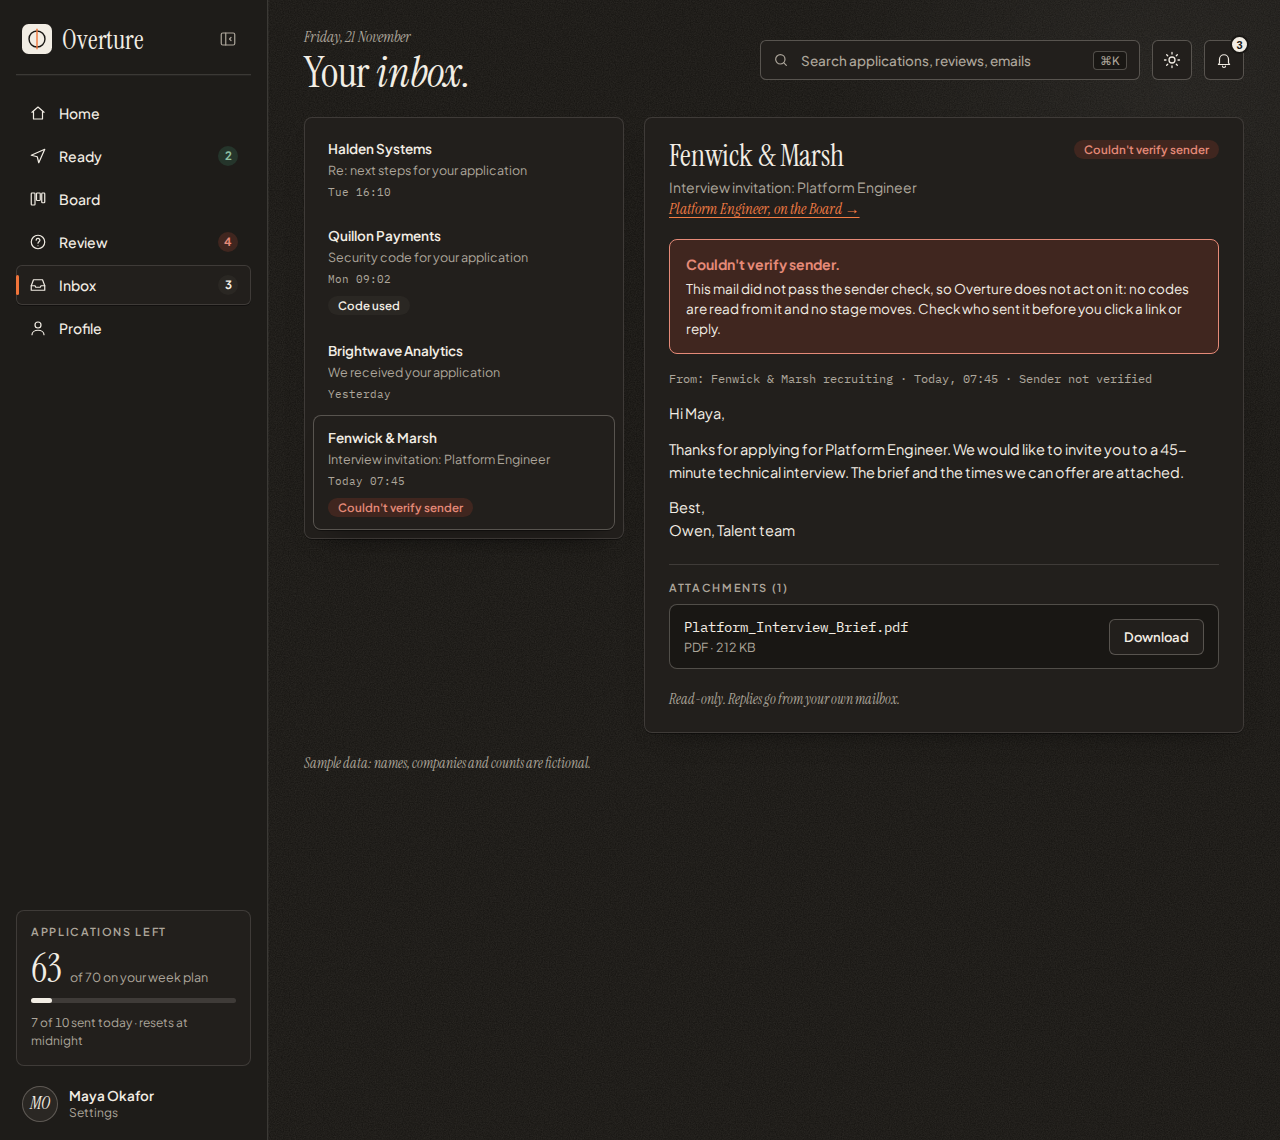 Overture
Home
Ready 2
Board
Review 4
Inbox 3
Profile
APPLICATIONS LEFT
63 of 70 on your week plan
7 of 10 sent today · resets at
midnight
MO
Maya Okafor
Settings
Friday, 21 November
Your inbox.
Search applications, reviews, emails ⌘K
3
Halden Systems
Re: next steps for your application
Tue 16:10
Quillon Payments
Security code for your application
Mon 09:02
Code used
Brightwave Analytics
We received your application
Yesterday
Fenwick & Marsh
Interview invitation: Platform Engineer
Today 07:45
Couldn't verify sender
Fenwick & Marsh
Couldn't verify sender
Interview invitation: Platform Engineer
Platform Engineer, on the Board →
Couldn't verify sender.
This mail did not pass the sender check, so Overture does not act on it: no codes
are read from it and no stage moves. Check who sent it before you click a link or
reply.
From: Fenwick & Marsh recruiting · Today, 07:45 · Sender not verified
Hi Maya,
Thanks for applying for Platform Engineer. We would like to invite you to a 45-
minute technical interview. The brief and the times we can offer are attached.
Best,
Owen, Talent team
ATTACHMENTS (1)
Platform_Interview_Brief.pdf
PDF · 212 KB
Download
Read-only. Replies go from your own mailbox.
Sample data: names, companies and counts are fictional.